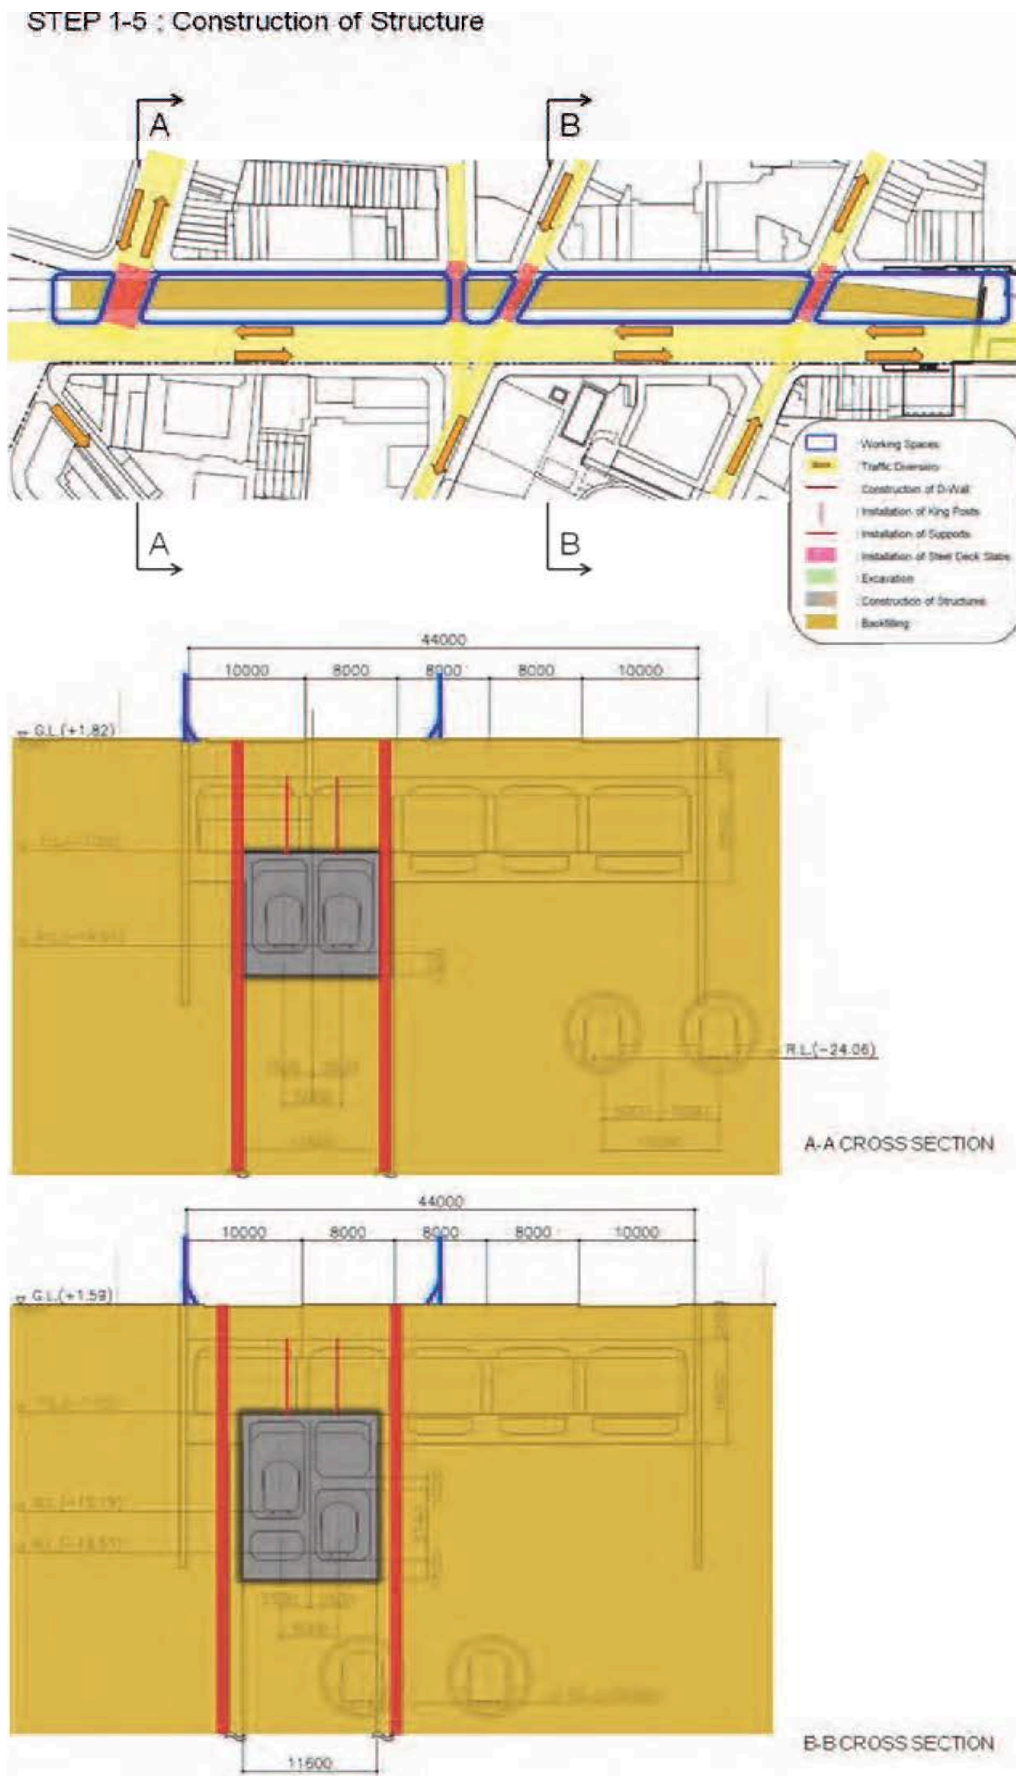 STEP 1-5 : Construction of Structure
A
B
A
B
: Working Spaces
: Traffic Diversion
: Construction of D-Wall
: Installation of King Posts
: Installation of Supports
: Installation of Steel Deck Slabs
: Excavation
: Construction of Structures
: Backfilling
44000
10000 8000 8000 8000 10000
G.L.(+1.82)
R.L.(-24.06)
A-A CROSS SECTION
44000
10000 8000 8000 8000 10000
G.L.(+1.59)
11600
B-B CROSS SECTION